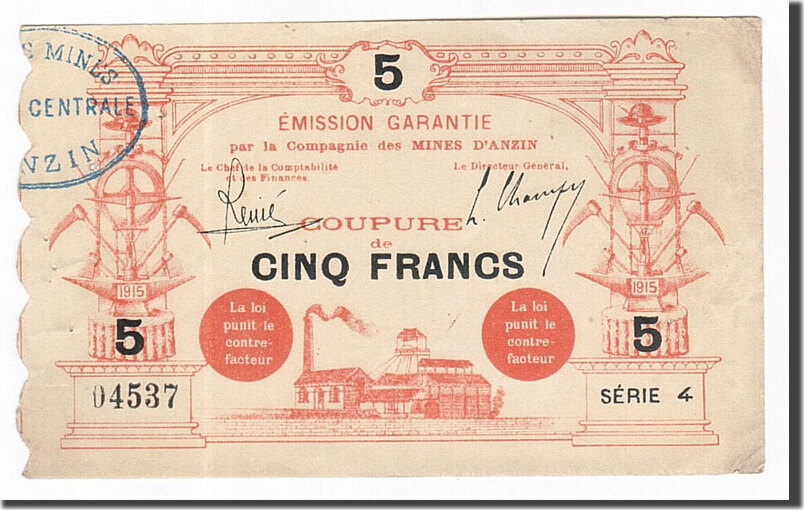 S MINES
CENTRALE
NZIN
5
ÉMISSION GARANTIE
par la Compagnie des MINES D'ANZIN
Le Chef de la Comptabilité
et des Finances.
Le Directeur Général,
COUPURE
de
CINQ FRANCS
1915
1915
5
5
La loi
punit le
contre-
facteur
La loi
punit le
contre-
facteur
04537
SÉRIE 4